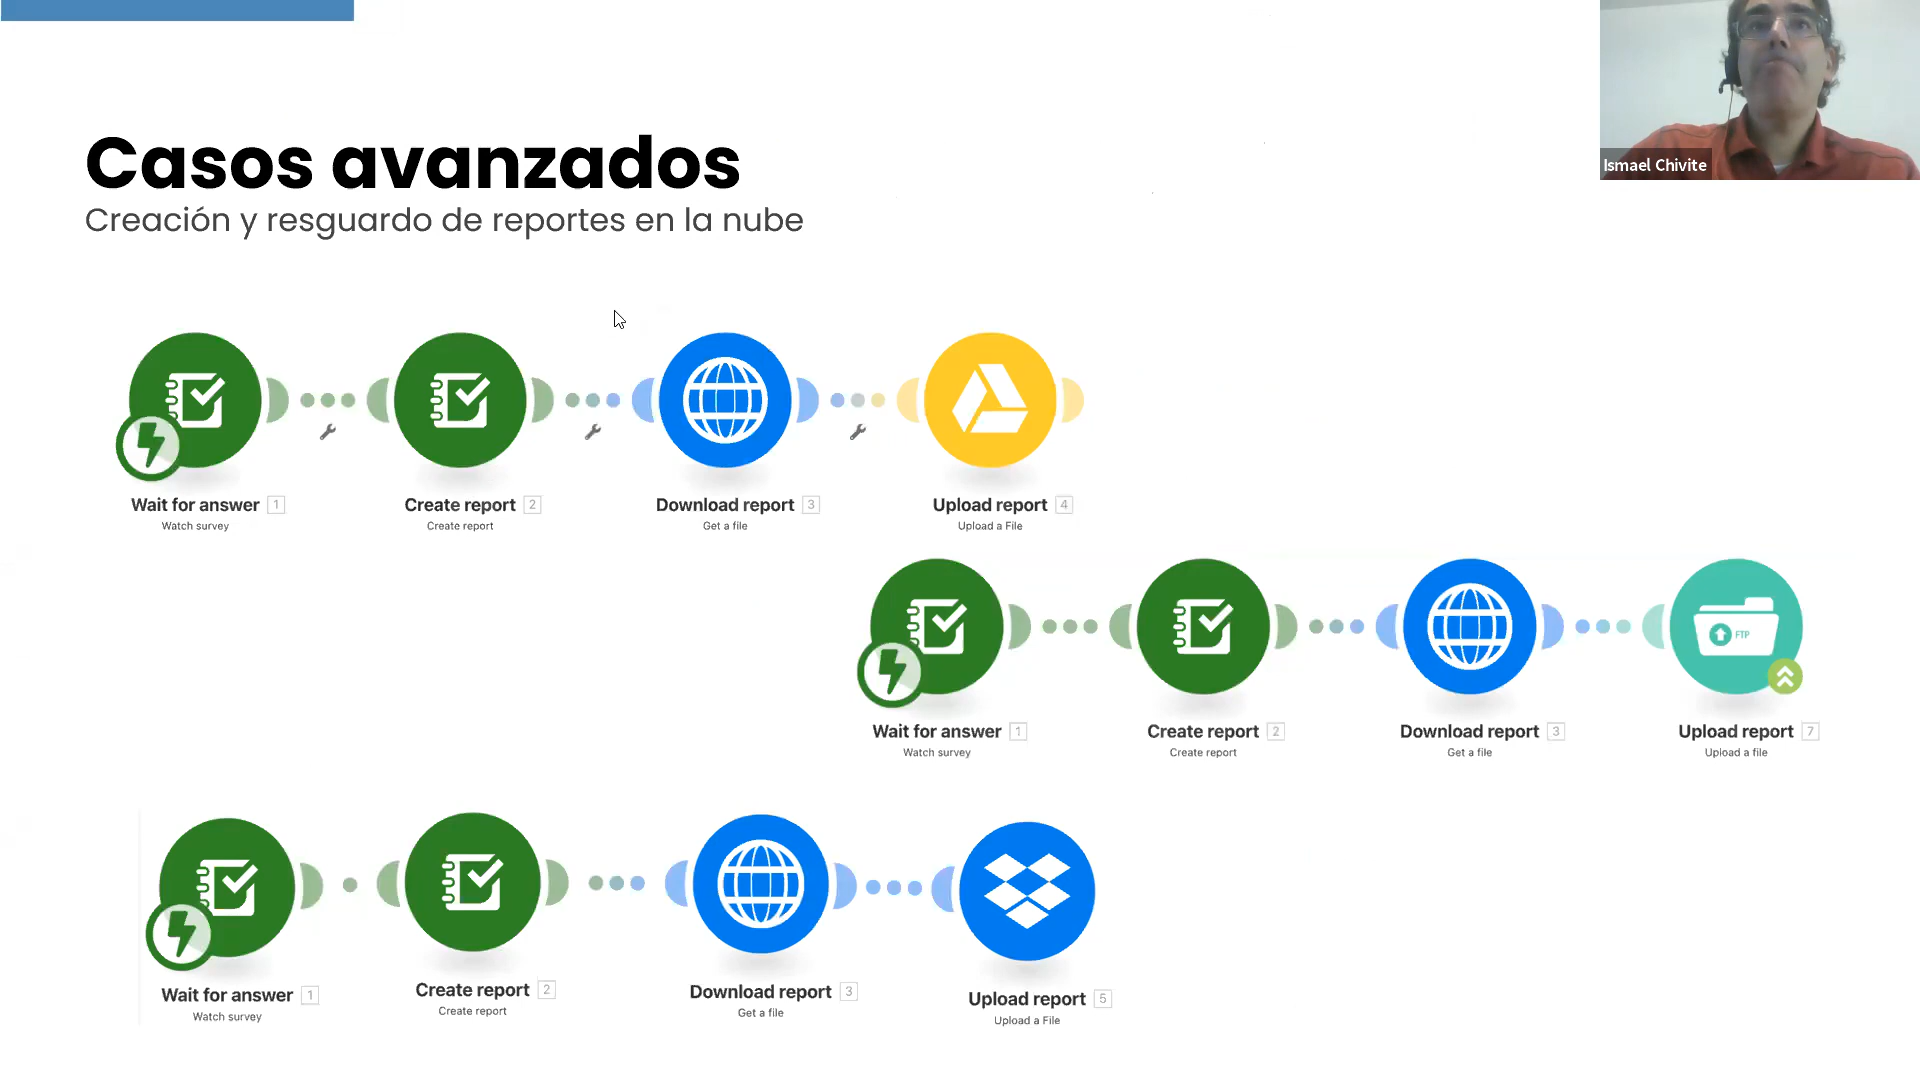 Ismael Chivite
Casos avanzados
Creación y resguardo de reportes en la nube
Wait for answer 1
Watch survey
Create report 2
Create report
Download report 3
Get a file
Upload report 4
Upload a File
FTP
Wait for answer 1
Watch survey
Create report 2
Create report
Download report 3
Get a file
Upload report 7
Upload a file
Wait for answer 1
Watch survey
Create report 2
Create report
Download report 3
Get a file
Upload report 5
Upload a File